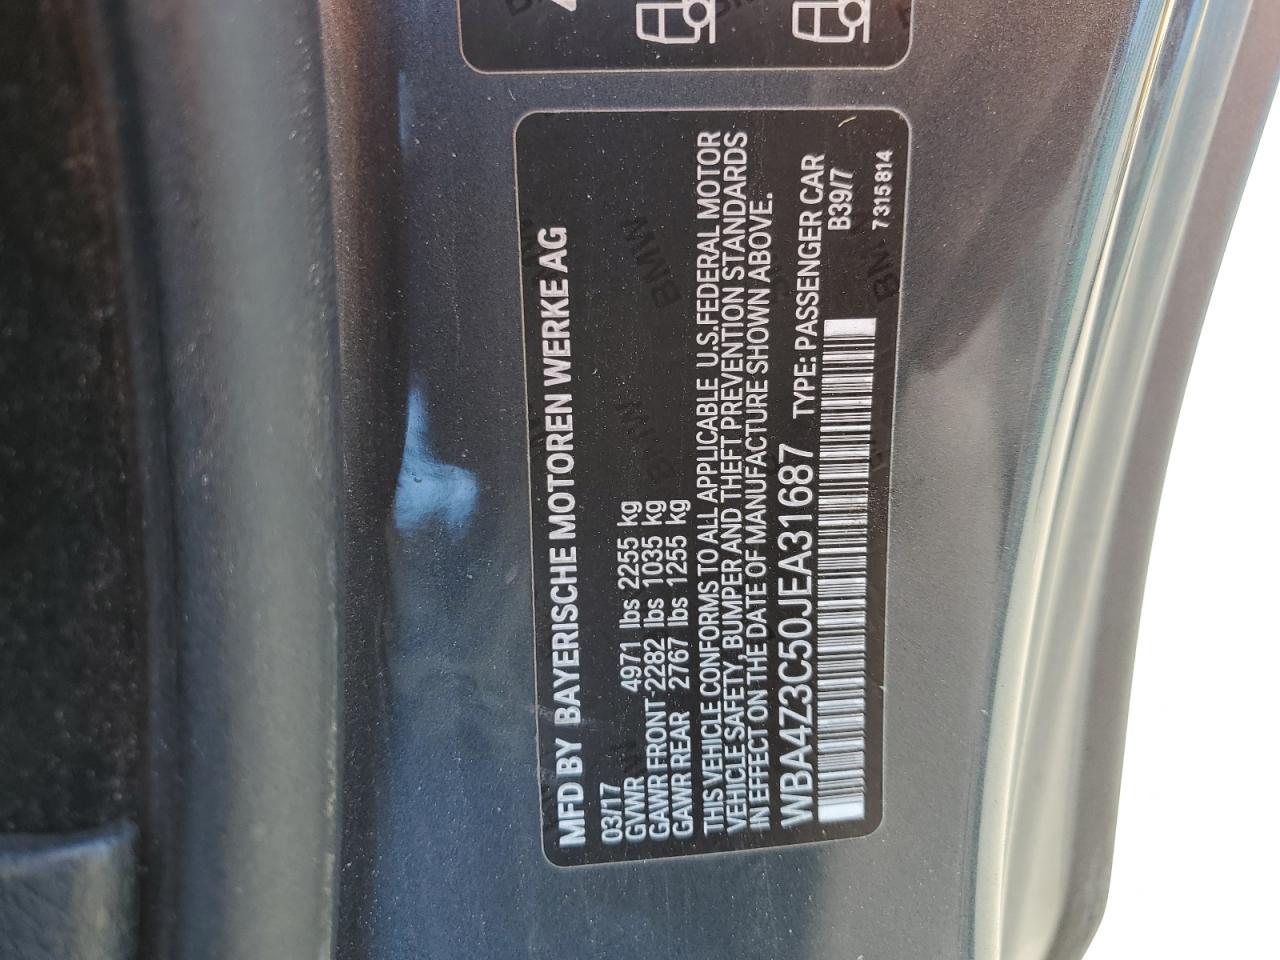 MFD BY BAYERISCHE MOTOREN WERKE AG
03/17
GVWR 4971 lbs 2255 kg
GAWR FRONT 2282 lbs 1035 kg
GAWR REAR 2767 lbs 1255 kg
THIS VEHICLE CONFORMS TO ALL APPLICABLE U.S.FEDERAL MOTOR
VEHICLE SAFETY, BUMPER AND THEFT PREVENTION STANDARDS
IN EFFECT ON THE DATE OF MANUFACTURE SHOWN ABOVE.
WBA4Z3C50JEA31687 TYPE: PASSENGER CAR
B39/7
7 315 814